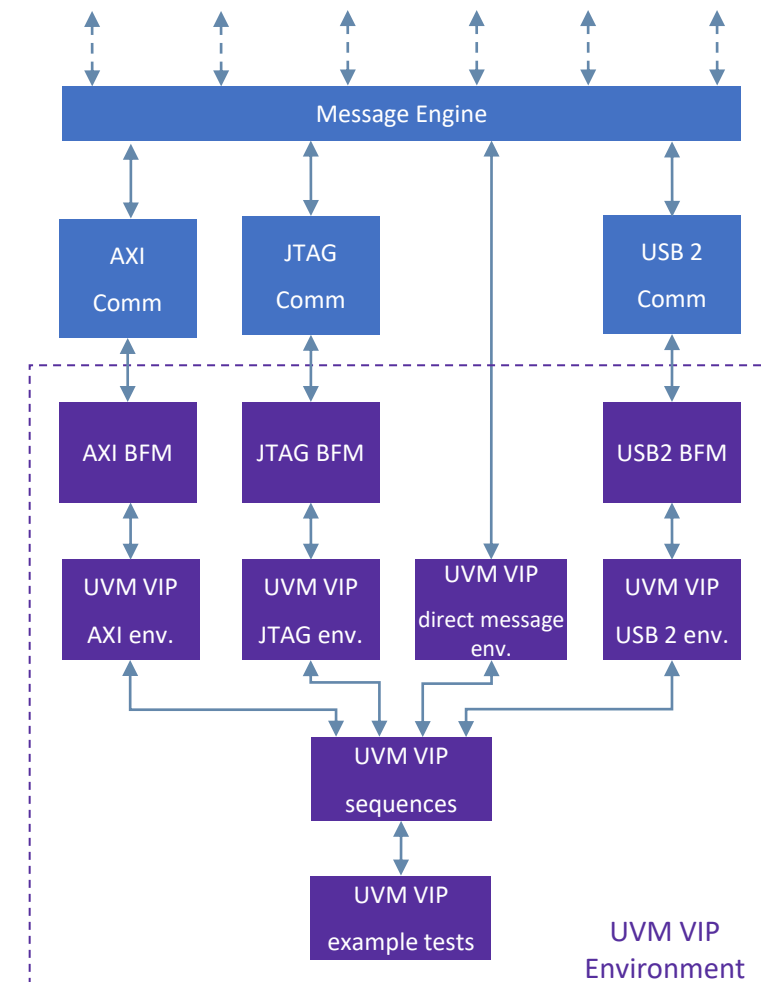 Message Engine
AXI
Comm
JTAG
Comm
USB 2
Comm
AXI BFM
JTAG BFM
USB2 BFM
UVM VIP
AXI env.
UVM VIP
JTAG env.
UVM VIP
direct message
env.
UVM VIP
USB 2 env.
UVM VIP
sequences
UVM VIP
example tests
UVM VIP
Environment